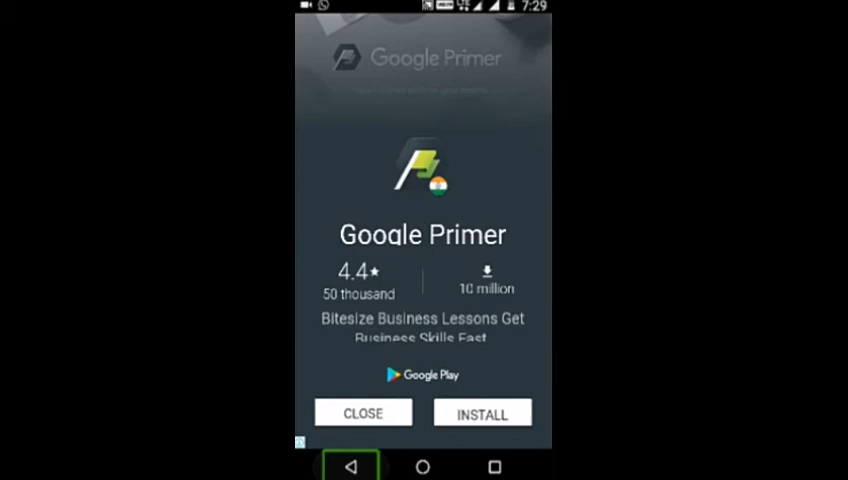 7:29
Google Primer
Google Primer
4.4★
50 thousand
10 million
Bitesize Business Lessons Get
Business Skills Fast
Google Play
CLOSE
INSTALL